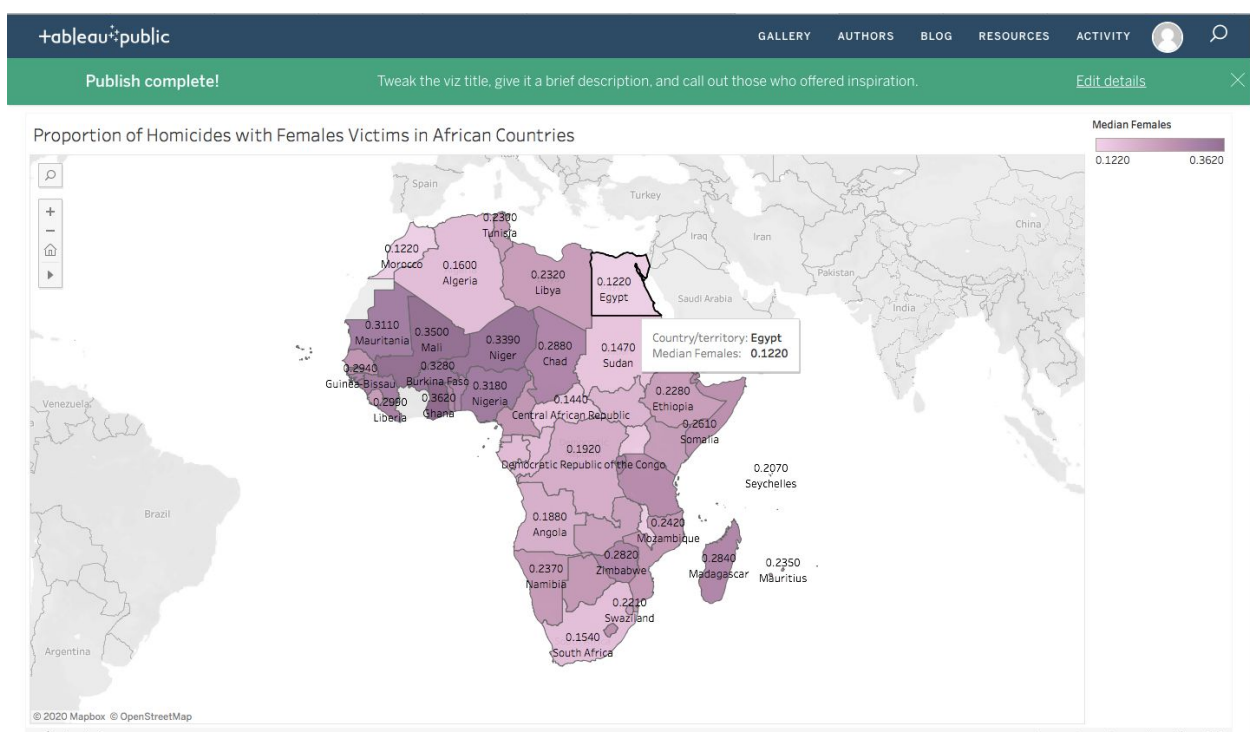 +ableau public
GALLERY AUTHORS BLOG RESOURCES ACTIVITY
Publish complete!
Tweak the viz title, give it a brief description, and call out those who offered inspiration.
Edit details
Proportion of Homicides with Females Victims in African Countries
Median Females
0.1220 0.3620
Spain
Turkey
Iraq
Iran
China
Pakistan
Saudi Arabia
India
Venezuela
Brazil
Argentina
0.2300
Tunisia
0.1220
Morocco
0.1600
Algeria
0.2320
Libya
0.1220
Egypt
Country/territory: Egypt
Median Females: 0.1220
0.3110
Mauritania
0.3500
Mali
0.3390
Niger
0.2880
Chad
0.1470
Sudan
0.2940
Guinea-Bissau
0.3280
Burkina Faso
0.3180
Nigeria
0.2990
Liberia
0.3620
Ghana
0.1440
Central African Republic
0.2280
Ethiopia
0.2610
Somalia
0.1920
Democratic Republic of the Congo
0.2070
Seychelles
0.1880
Angola
0.2420
Mozambique
0.2370
Namibia
0.2820
Zimbabwe
0.2840
Madagascar
0.2350
Mauritius
0.2210
Swaziland
0.1540
South Africa
© 2020 Mapbox © OpenStreetMap